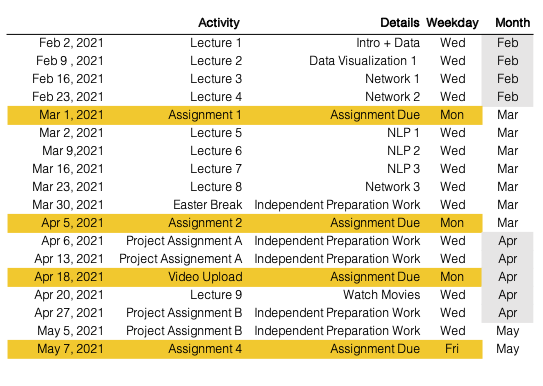 Activity Details Weekday Month
Feb 2, 2021 Lecture 1 Intro + Data Wed Feb
Feb 9 , 2021 Lecture 2 Data Visualization 1 Wed Feb
Feb 16, 2021 Lecture 3 Network 1 Wed Feb
Feb 23, 2021 Lecture 4 Network 2 Wed Feb
Mar 1, 2021 Assignment 1 Assignment Due Mon Mar
Mar 2, 2021 Lecture 5 NLP 1 Wed Mar
Mar 9,2021 Lecture 6 NLP 2 Wed Mar
Mar 16, 2021 Lecture 7 NLP 3 Wed Mar
Mar 23, 2021 Lecture 8 Network 3 Wed Mar
Mar 30, 2021 Easter Break Independent Preparation Work Wed Mar
Apr 5, 2021 Assignment 2 Assignment Due Mon Mar
Apr 6, 2021 Project Assignment A Independent Preparation Work Wed Apr
Apr 13, 2021 Project Assignement A Independent Preparation Work Wed Apr
Apr 18, 2021 Video Upload Assignment Due Mon Apr
Apr 20, 2021 Lecture 9 Watch Movies Wed Apr
Apr 27, 2021 Project Assignment B Independent Preparation Work Wed Apr
May 5, 2021 Project Assignment B Independent Preparation Work Wed May
May 7, 2021 Assignment 4 Assignment Due Fri May